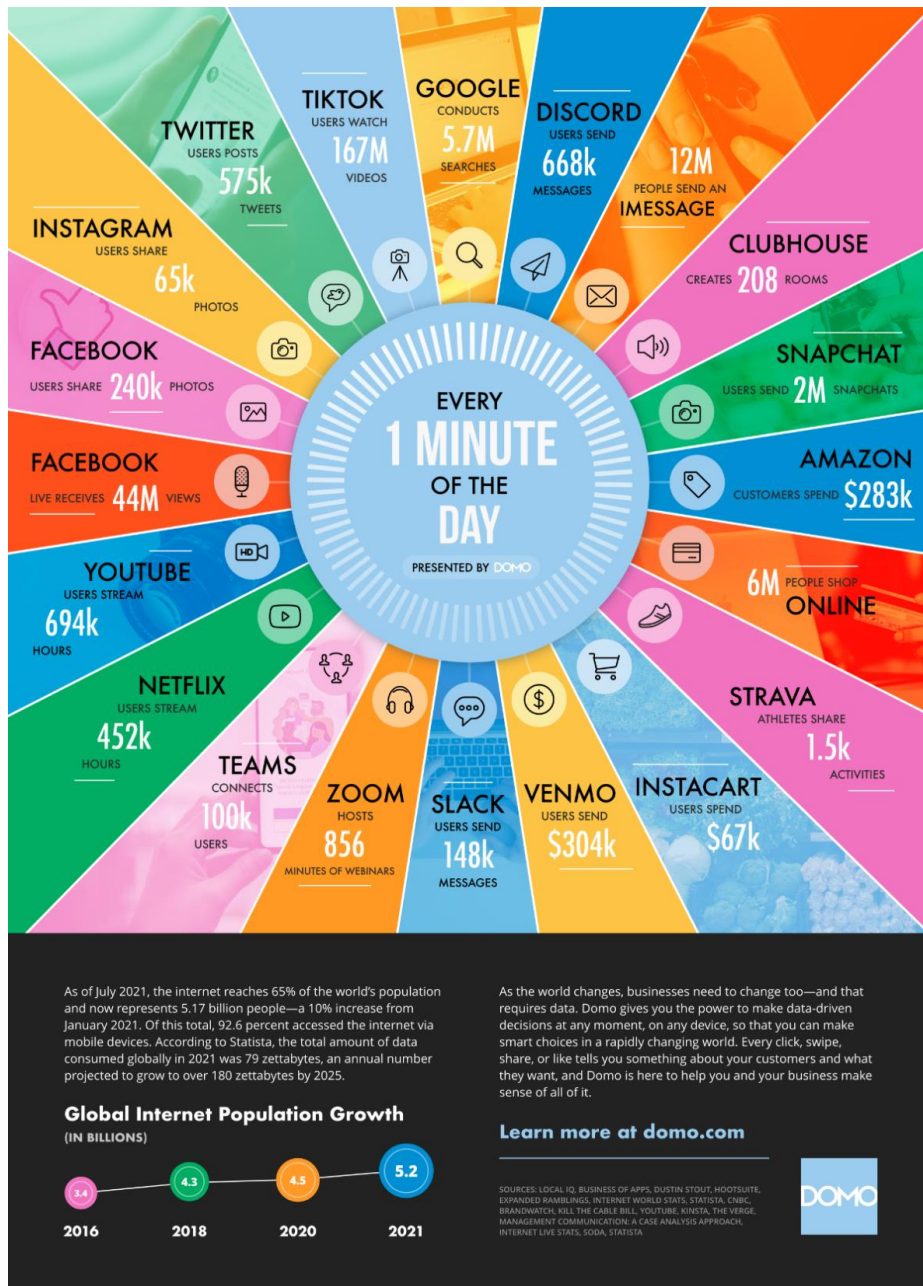 GOOGLE
CONDUCTS
5.7M
SEARCHES
DISCORD
USERS SEND
668k
MESSAGES
12M
PEOPLE SEND AN
IMESSAGE
CLUBHOUSE
CREATES 208 ROOMS
SNAPCHAT
USERS SEND 2M SNAPCHATS
AMAZON
CUSTOMERS SPEND $283k
6M PEOPLE SHOP
ONLINE
STRAVA
ATHLETES SHARE
1.5k
ACTIVITIES
INSTACART
USERS SPEND
$67k
VENMO
USERS SEND
$304k
SLACK
USERS SEND
148k
MESSAGES
ZOOM
HOSTS
856
MINUTES OF WEBINARS
TEAMS
CONNECTS
100k
USERS
NETFLIX
USERS STREAM
452k
HOURS
YOUTUBE
USERS STREAM
694k
HOURS
FACEBOOK
LIVE RECEIVES 44M VIEWS
FACEBOOK
USERS SHARE 240k PHOTOS
INSTAGRAM
USERS SHARE
65k
PHOTOS
TWITTER
USERS POSTS
575k
TWEETS
TIKTOK
USERS WATCH
167M
VIDEOS
HD
EVERY
1 MINUTE
OF THE
DAY
PRESENTED BY DOMO
As of July 2021, the internet reaches 65% of the world's population
and now represents 5.17 billion people—a 10% increase from
January 2021. Of this total, 92.6 percent accessed the internet via
mobile devices. According to Statista, the total amount of data
consumed globally in 2021 was 79 zettabytes, an annual number
projected to grow to over 180 zettabytes by 2025.
Global Internet Population Growth
(IN BILLIONS)
3.4
4.3
4.5
5.2
2016
2018
2020
2021
As the world changes, businesses need to change too—and that
requires data. Domo gives you the power to make data-driven
decisions at any moment, on any device, so that you can make
smart choices in a rapidly changing world. Every click, swipe,
share, or like tells you something about your customers and what
they want, and Domo is here to help you and your business make
sense of all of it.
Learn more at domo.com
SOURCES: LOCAL IQ, BUSINESS OF APPS, DUSTIN STOUT, HOOTSUITE,
EXPANDED RAMBLINGS, INTERNET WORLD STATS, STATISTA, CNBC,
BRANDWATCH, KILL THE CABLE BILL, YOUTUBE, KINSTA, THE VERGE,
MANAGEMENT COMMUNICATION: A CASE ANALYSIS APPROACH,
INTERNET LIVE STATS, SODA, STATISTA
DOMO